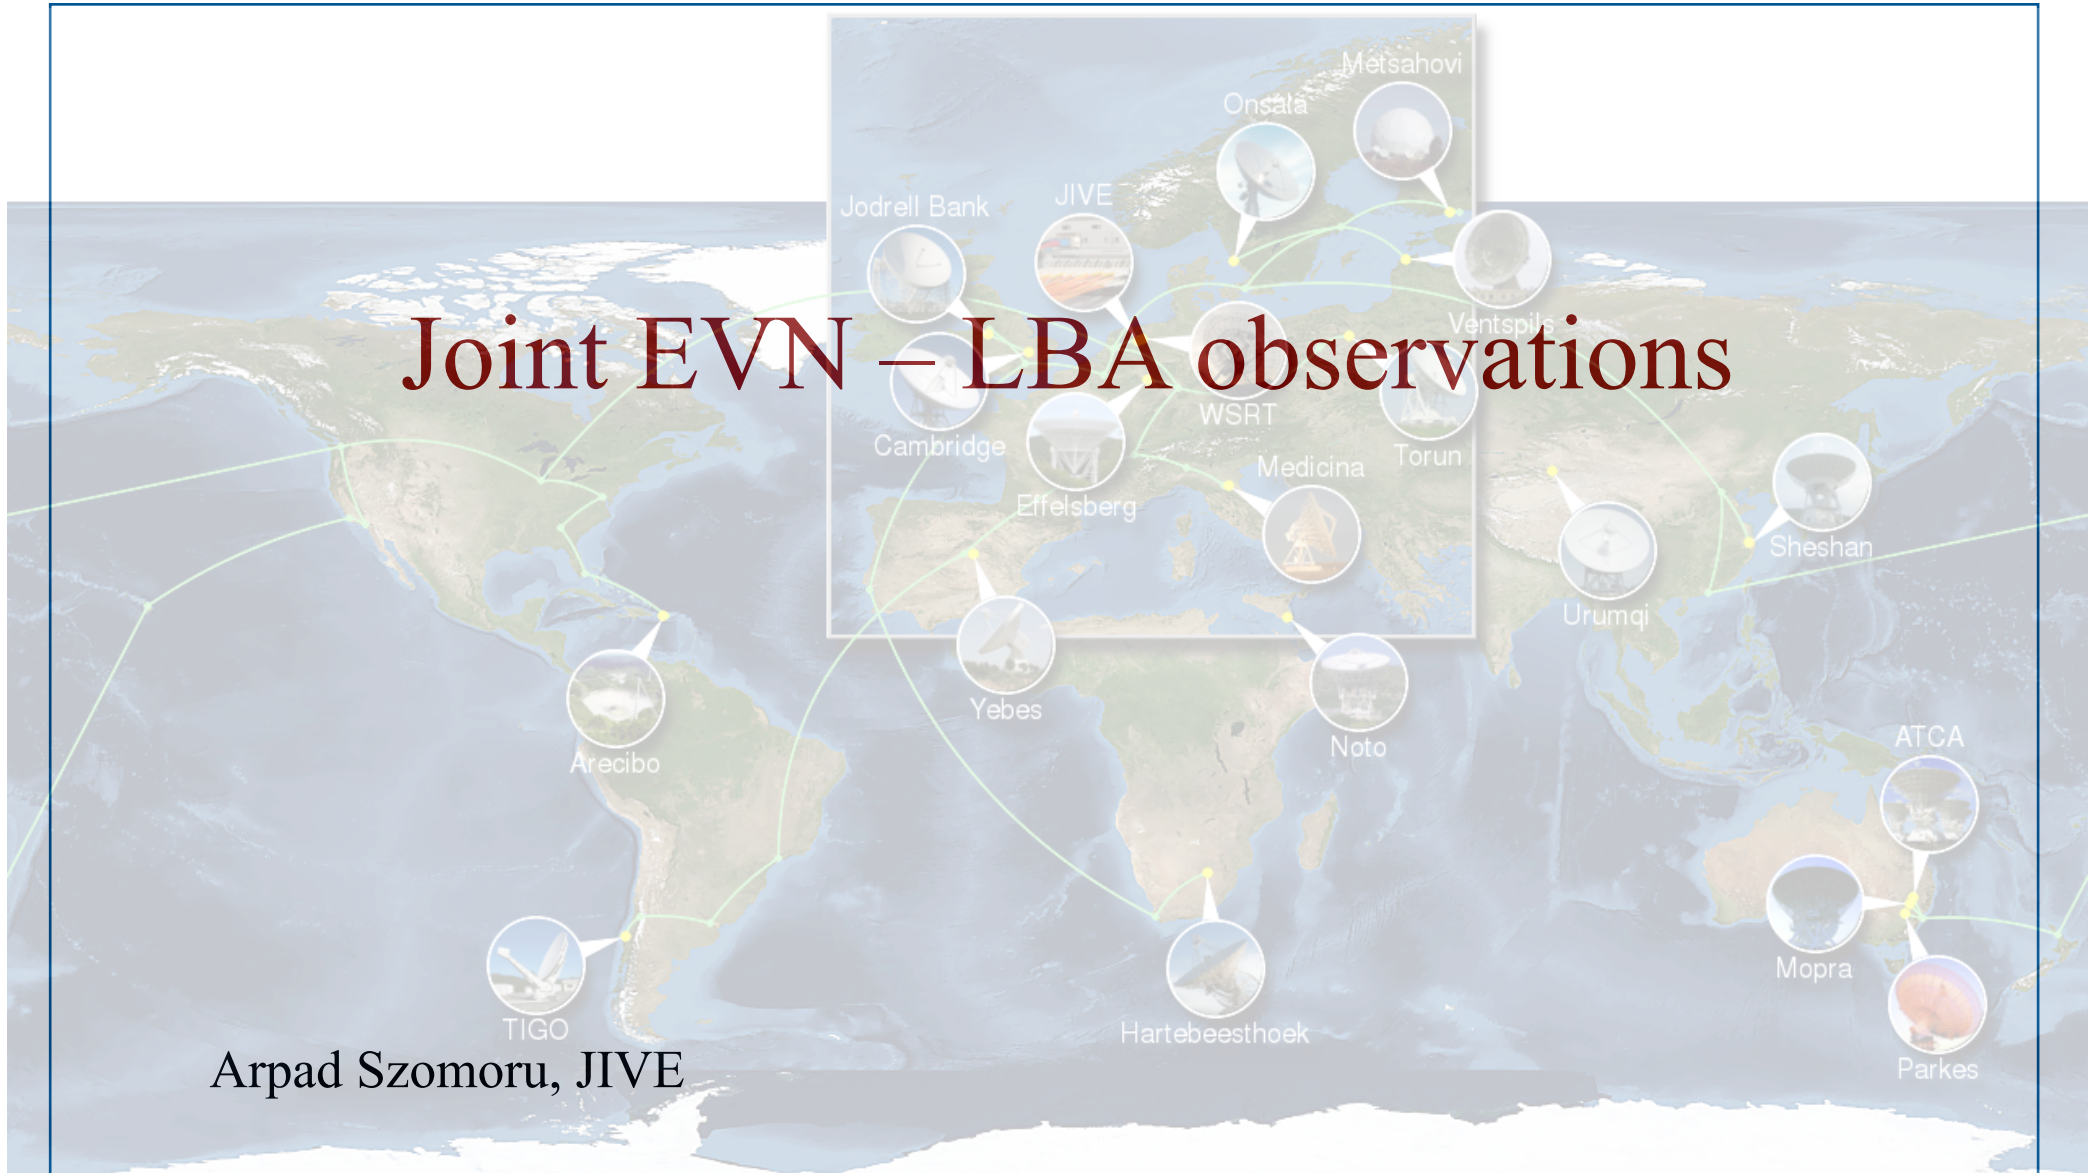 Metsahovi
Onsala
JIVE
Jodrell Bank
Ventspils
Joint EVN – LBA observations
WSRT
Cambridge
Torun
Medicina
Effelsberg
Sheshan
Urumqi
Yebes
Noto
ATCA
Arecibo
Mopra
TIGO
Hartebeesthoek
Parkes
Arpad Szomoru, JIVE